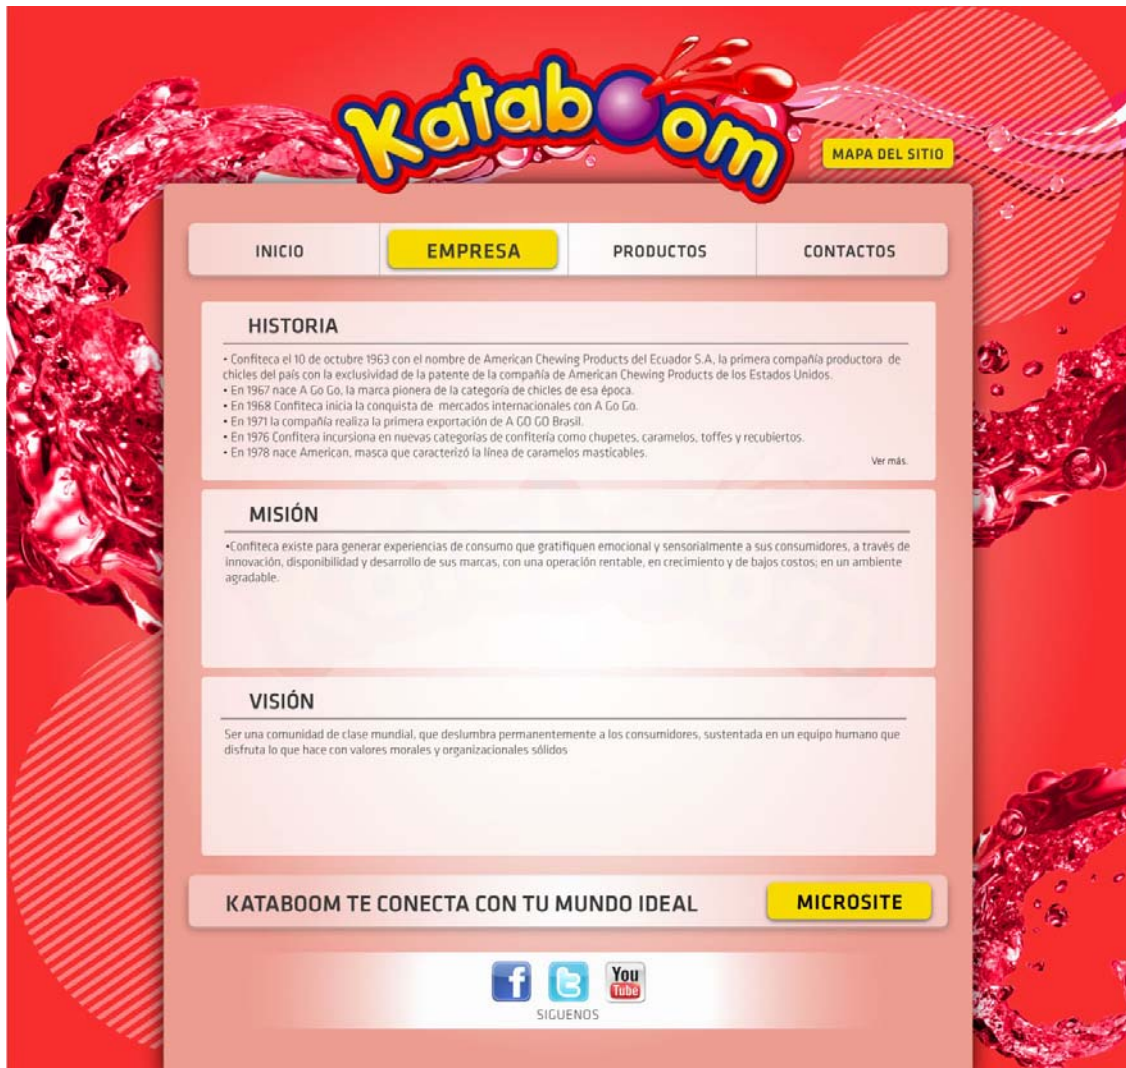 Kataboom
MAPA DEL SITIO
INICIO EMPRESA PRODUCTOS CONTACTOS
HISTORIA
• Confiteca el 10 de octubre 1963 con el nombre de American Chewing Products del Ecuador S.A, la primera compañía productora de
chicles del país con la exclusividad de la patente de la compañía de American Chewing Products de los Estados Unidos.
• En 1967 nace A Go Go, la marca pionera de la categoría de chicles de esa época.
• En 1968 Confiteca inicia la conquista de mercados internacionales con A Go Go.
• En 1971 la compañía realiza la primera exportación de A GO GO Brasil.
• En 1976 Confitera incursiona en nuevas categorías de confitería como chupetes, caramelos, toffes y recubiertos.
• En 1978 nace American, masca que caracterizó la línea de caramelos masticables.
Ver más.
MISIÓN
•Confiteca existe para generar experiencias de consumo que gratifiquen emocional y sensorialmente a sus consumidores, a través de
innovación, disponibilidad y desarrollo de sus marcas, con una operación rentable, en crecimiento y de bajos costos; en un ambiente
agradable.
VISIÓN
Ser una comunidad de clase mundial, que deslumbra permanentemente a los consumidores, sustentada en un equipo humano que
disfruta lo que hace con valores morales y organizacionales sólidos
KATABOOM TE CONECTA CON TU MUNDO IDEAL MICROSITE
You
Tube
SIGUENOS